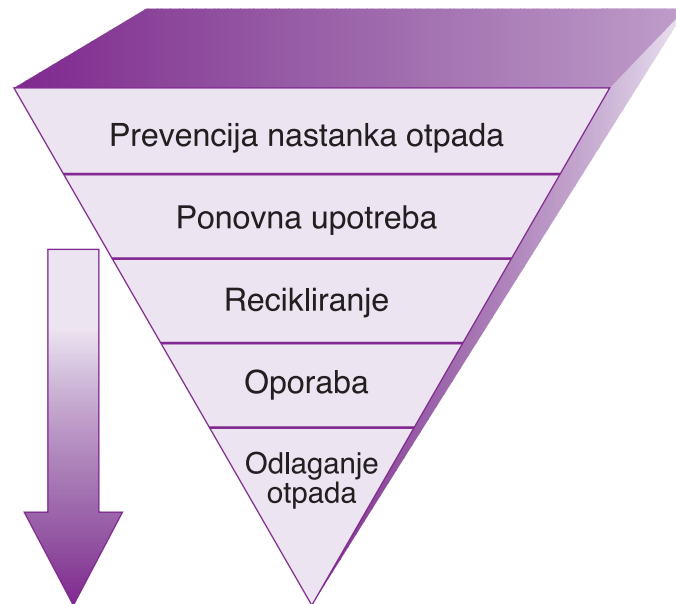 Prevencija nastanka otpada
Ponovna upotreba
Recikliranje
Oporaba
Odlaganje
otpada